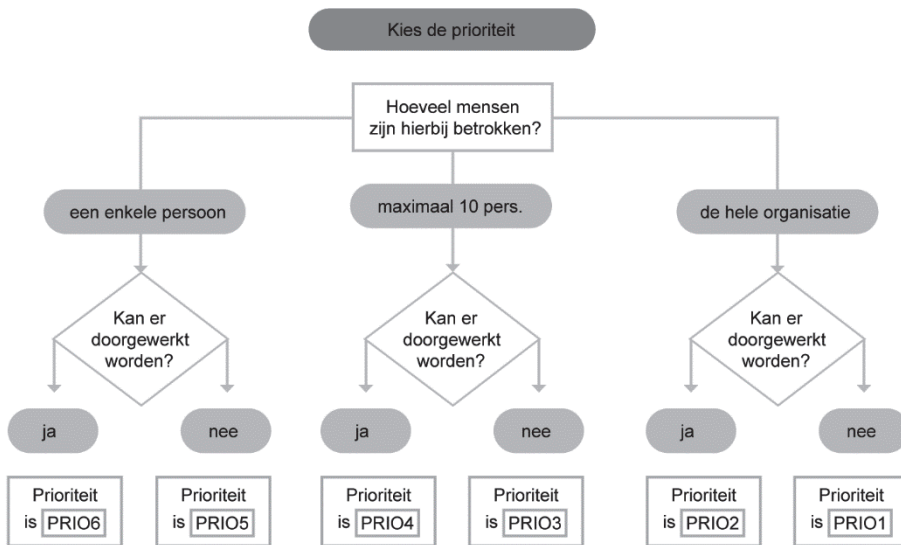 Kies de prioriteit
Hoeveel mensen
zijn hierbij betrokken?
een enkele persoon
maximaal 10 pers.
de hele organisatie
Kan er
doorgewerkt
worden?
Kan er
doorgewerkt
worden?
Kan er
doorgewerkt
worden?
ja
nee
ja
nee
ja
nee
Prioriteit
is PRIO6
Prioriteit
is PRIO5
Prioriteit
is PRIO4
Prioriteit
is PRIO3
Prioriteit
is PRIO2
Prioriteit
is PRIO1